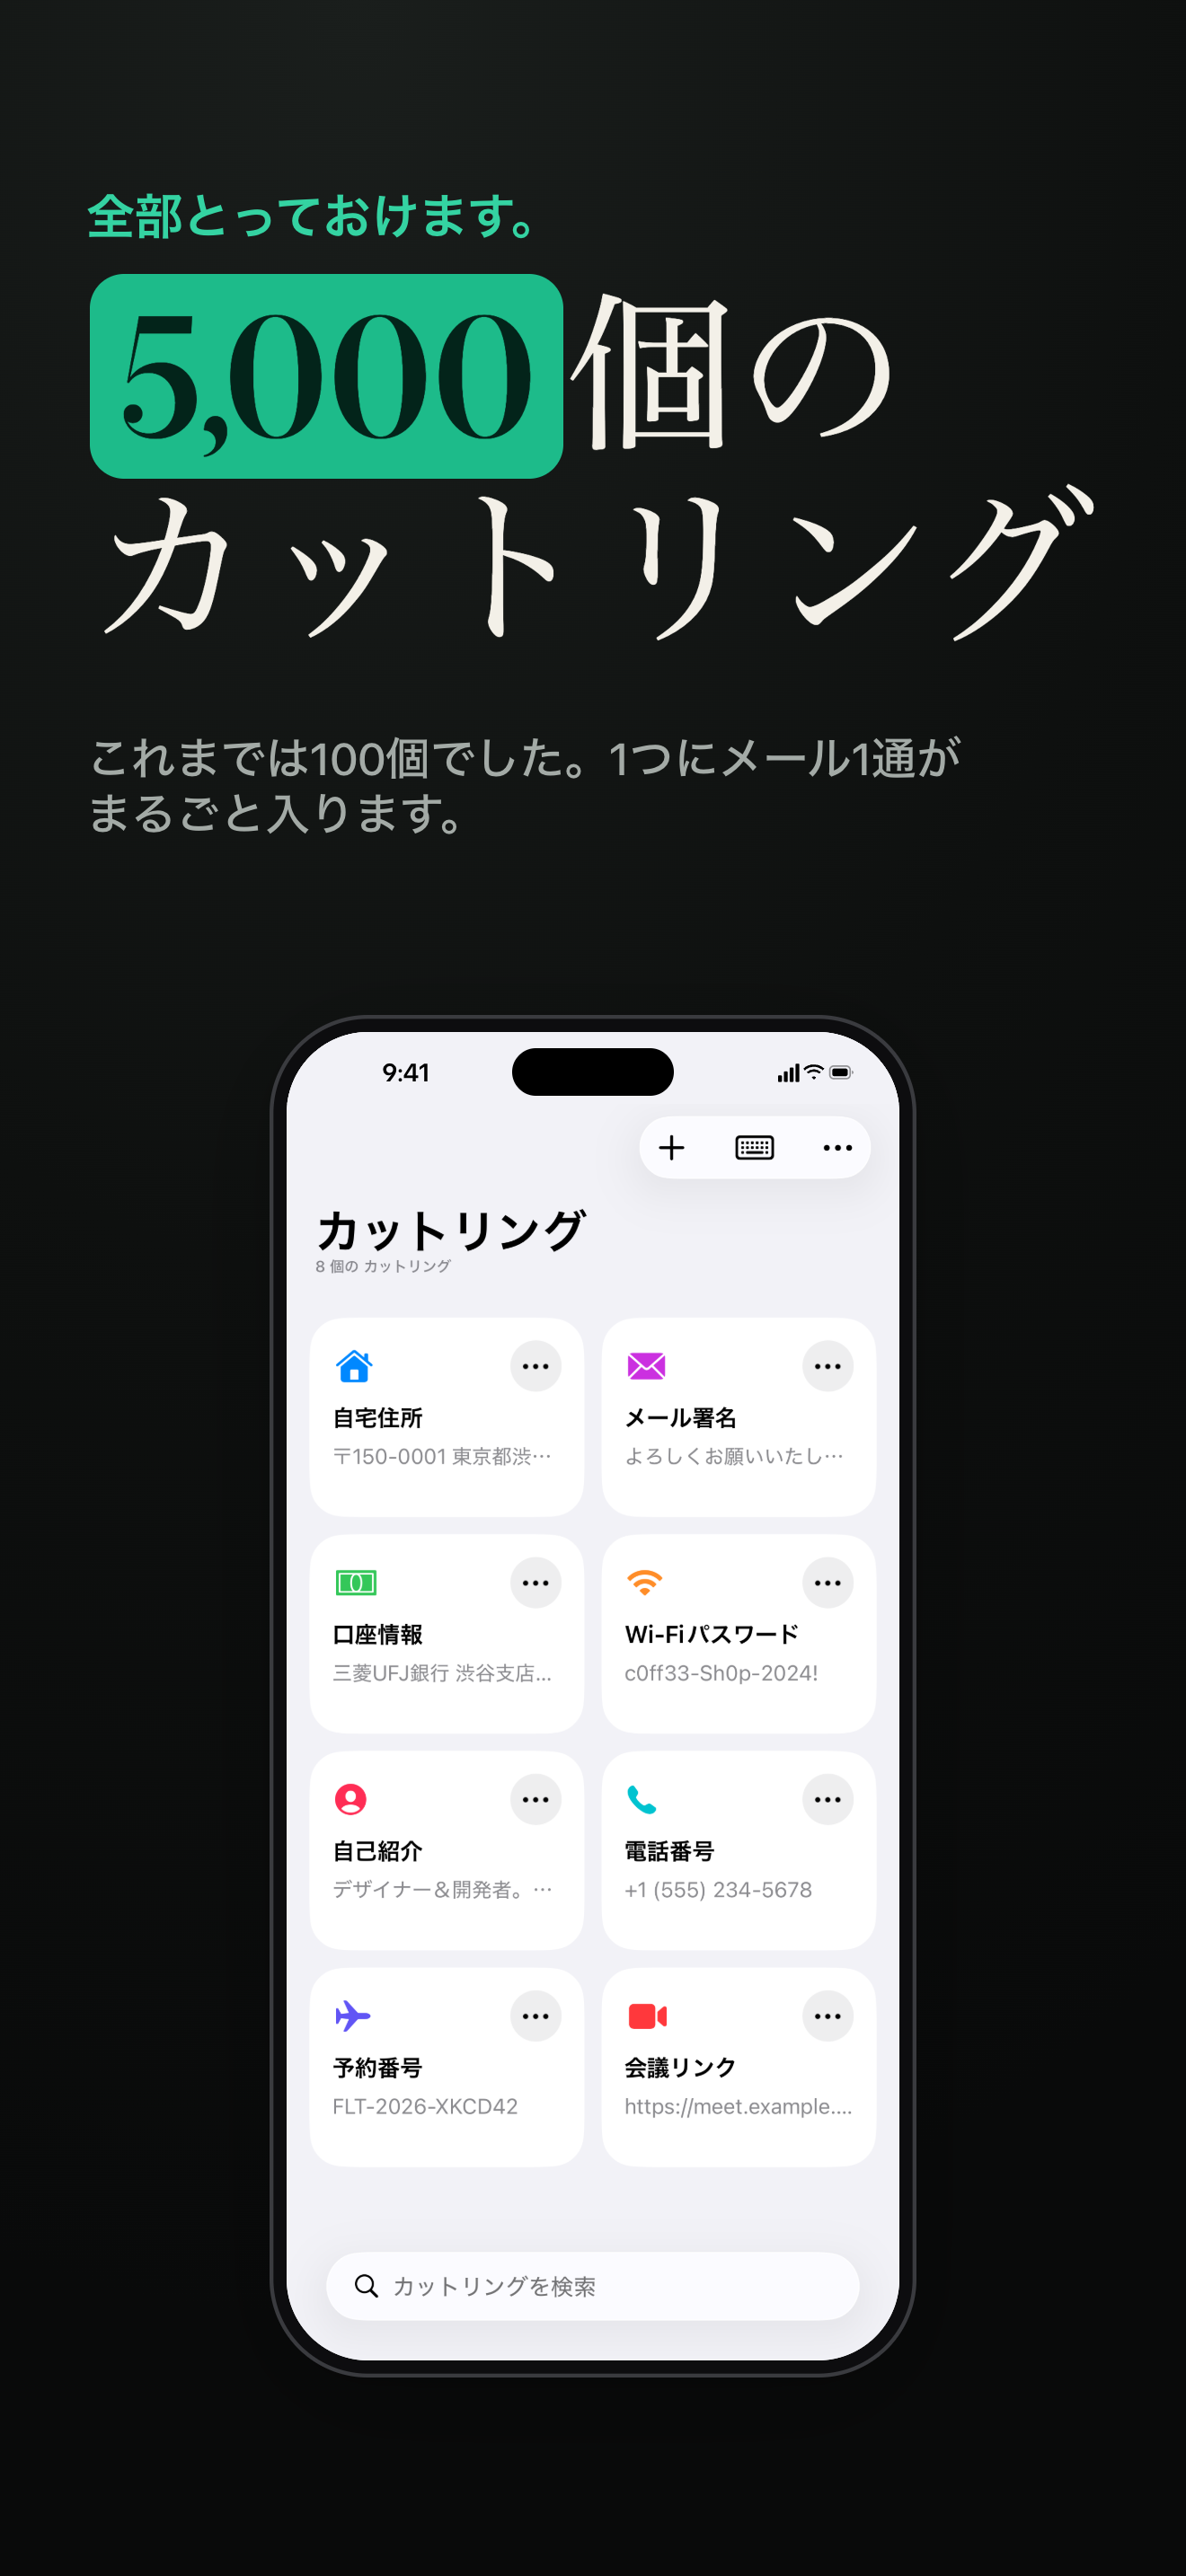 全部とっておけます。
5,000個の
カットリング
これまでは100個でした。1つにメール1通が
まるごと入ります。
9:41
カットリング
8 個の カットリング
自宅住所
〒150-0001 東京都渋…
メール署名
よろしくお願いいたし…
口座情報
三菱UFJ銀行 渋谷支店...
Wi-Fiパスワード
c0ff33-Sh0p-2024!
自己紹介
デザイナー＆開発者。…
電話番号
+1 (555) 234-5678
予約番号
FLT-2026-XKCD42
会議リンク
https://meet.example....
カットリングを検索